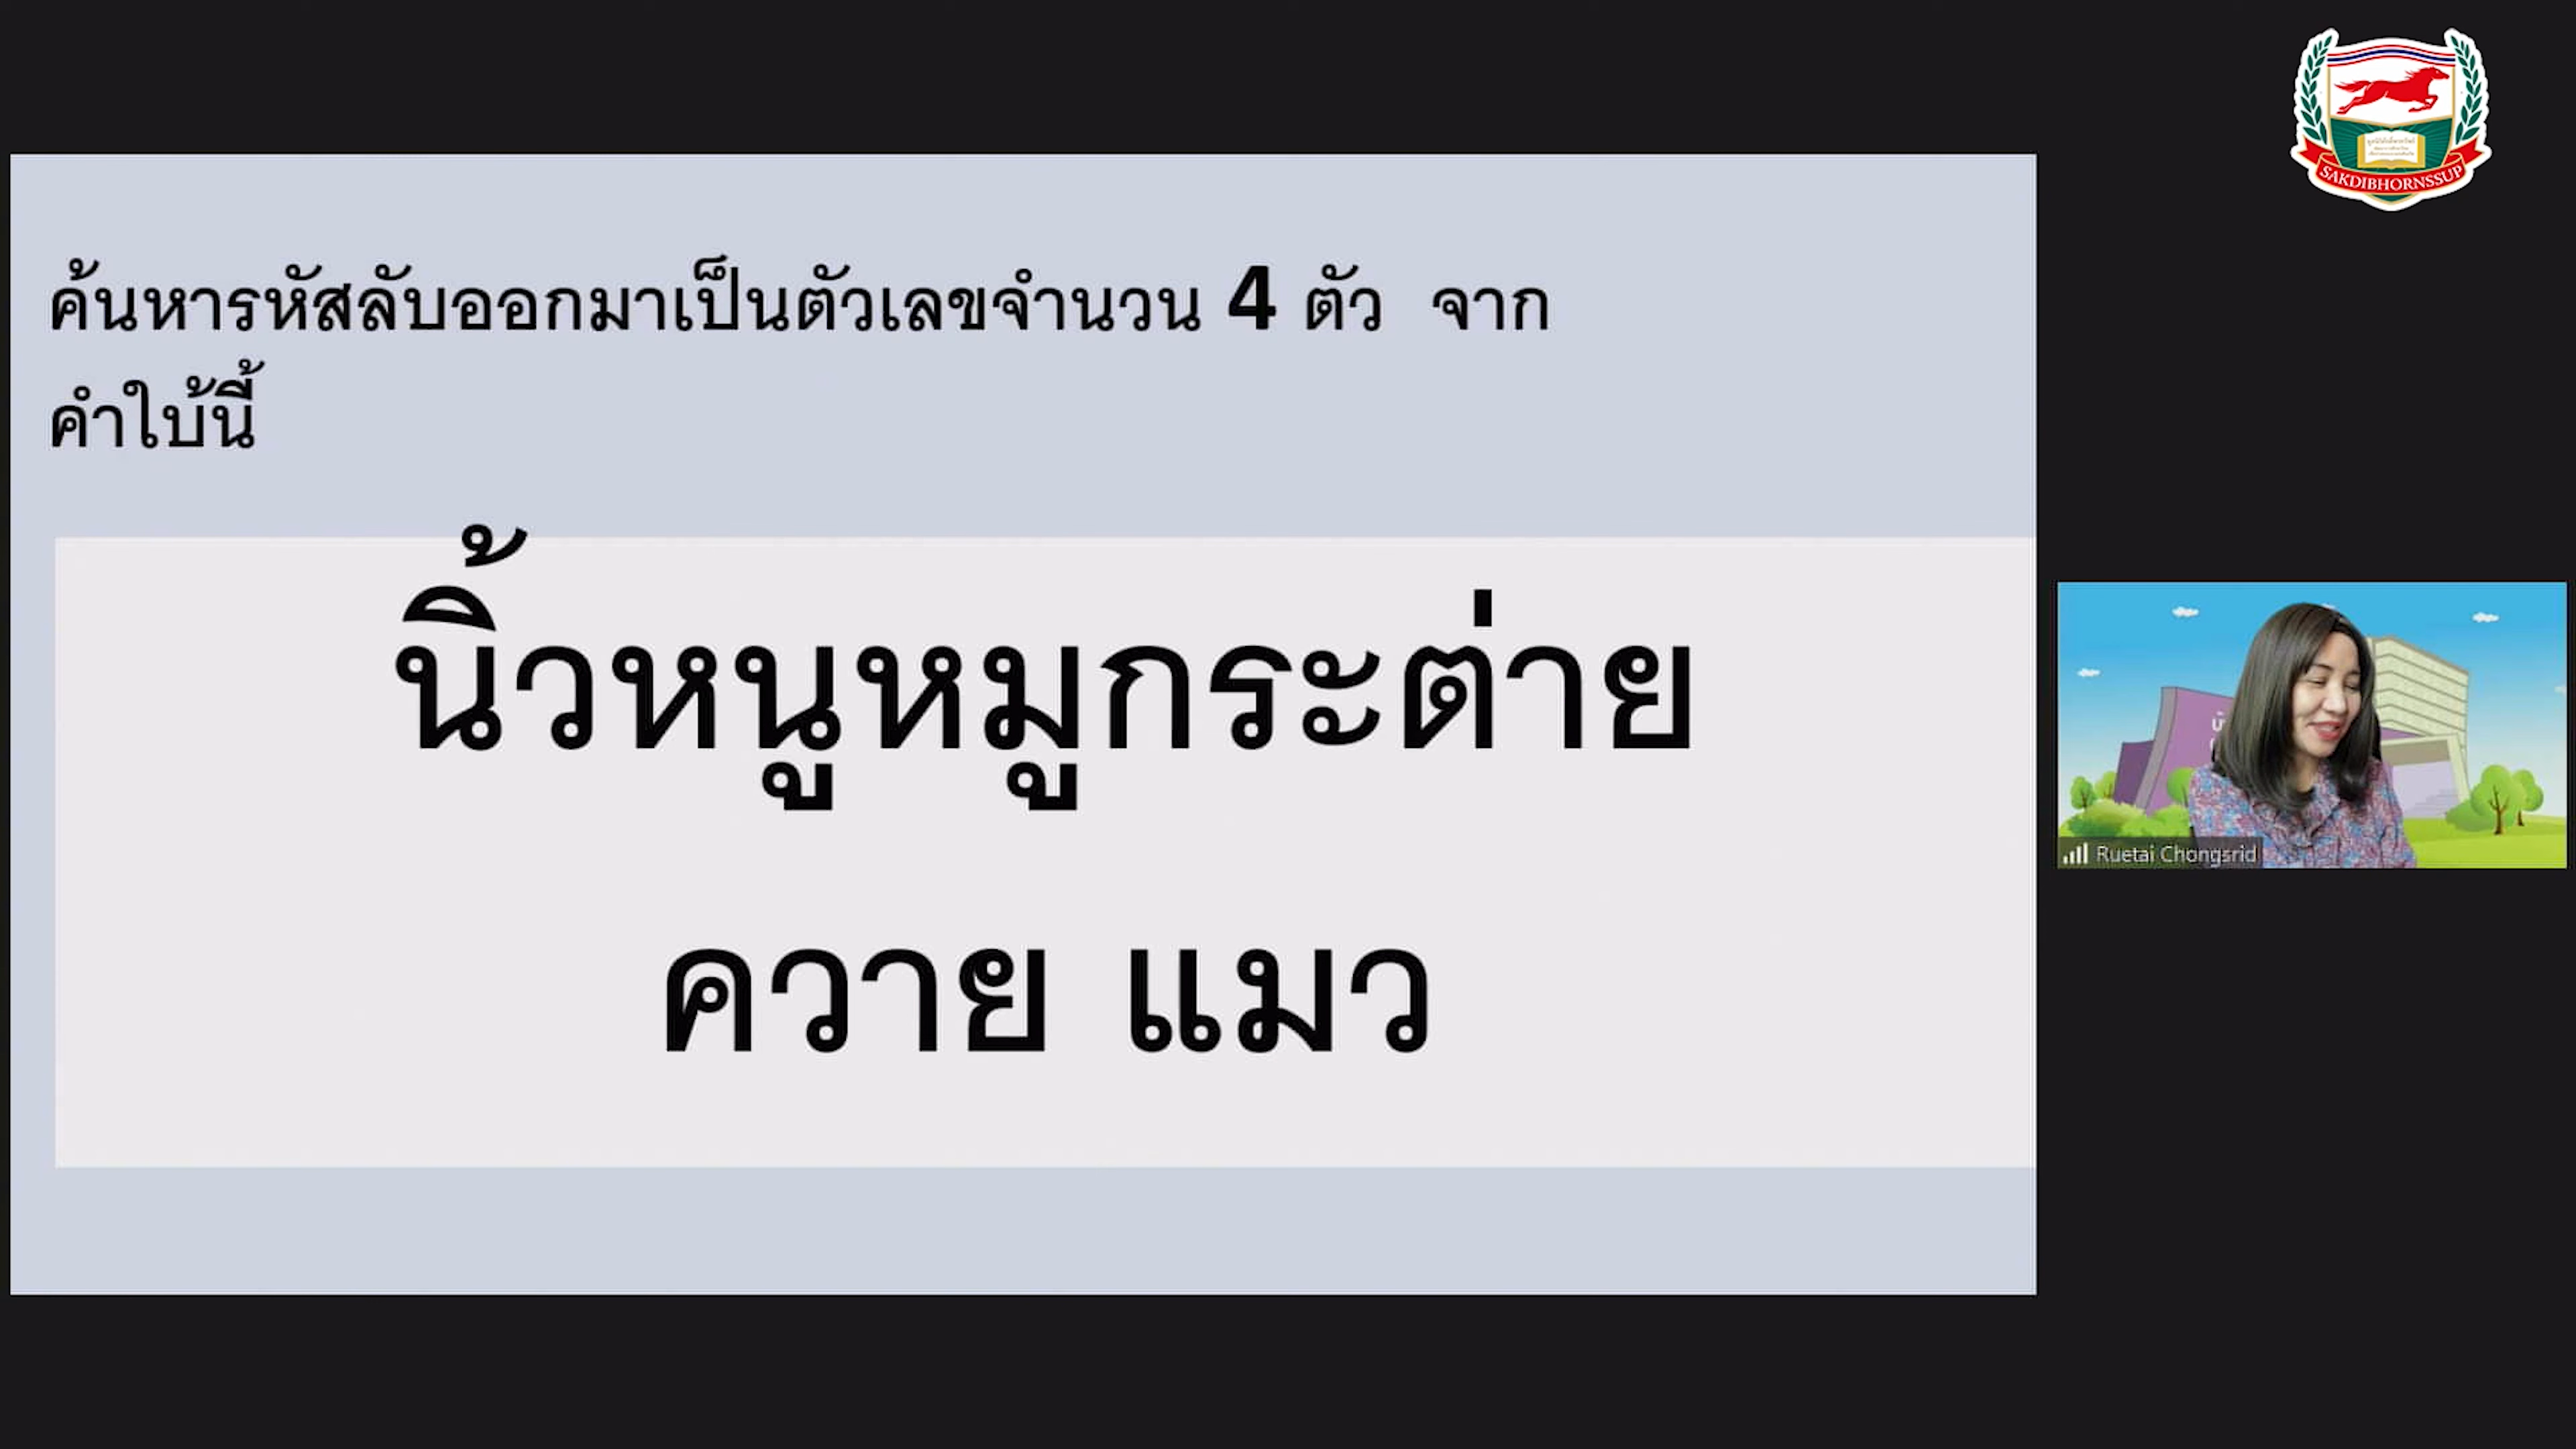 SAKDIBHORNSSUP
ค้นหารหัสลับออกมาเป็นตัวเลขจำนวน 4 ตัว จาก
คำใบ้นี้
นิ้วหนูหมูกระต่าย
ควาย แมว
Ruetai Chongsrid